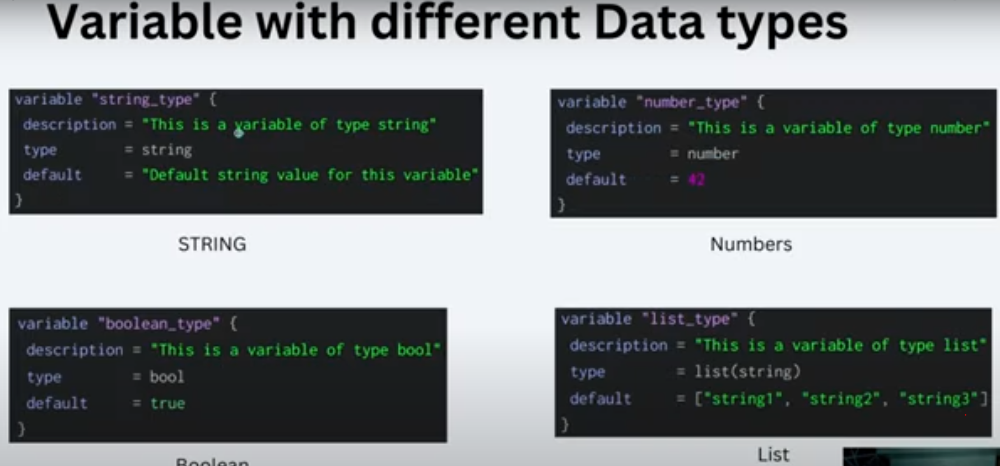 Variable with different Data types
variable "string_type" {
description = "This is a variable of type string"
type = string
default = "Default string value for this variable"
}
STRING
variable "number_type" {
description = "This is a variable of type number"
type = number
default = 42
}
Numbers
variable "boolean_type" {
description = "This is a variable of type bool"
type = bool
default = true
}
Boolean
variable "list_type" {
description = "This is a variable of type list"
type = list(string)
default = ["string1", "string2", "string3"]
}
List